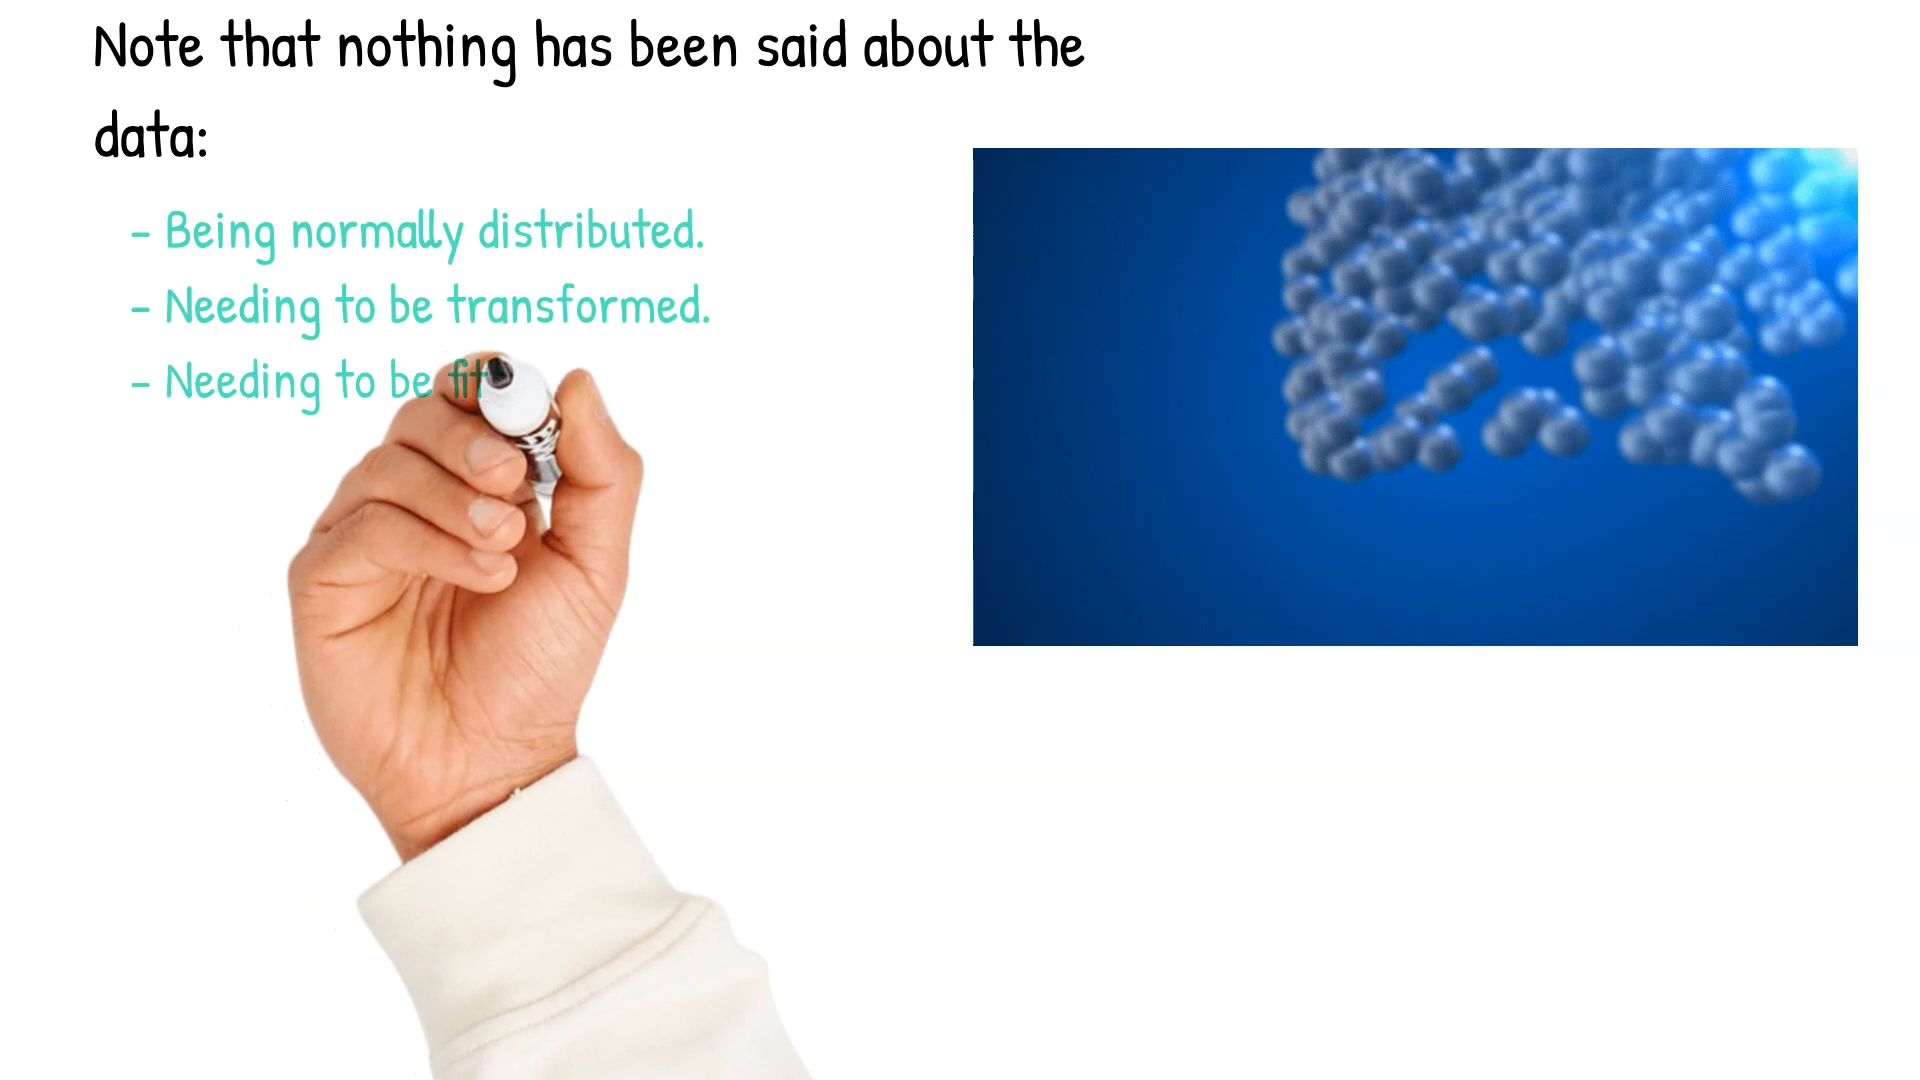 Note that nothing has been said about the
data:
- Being normally distributed.
- Needing to be transformed.
- Needing to be fit